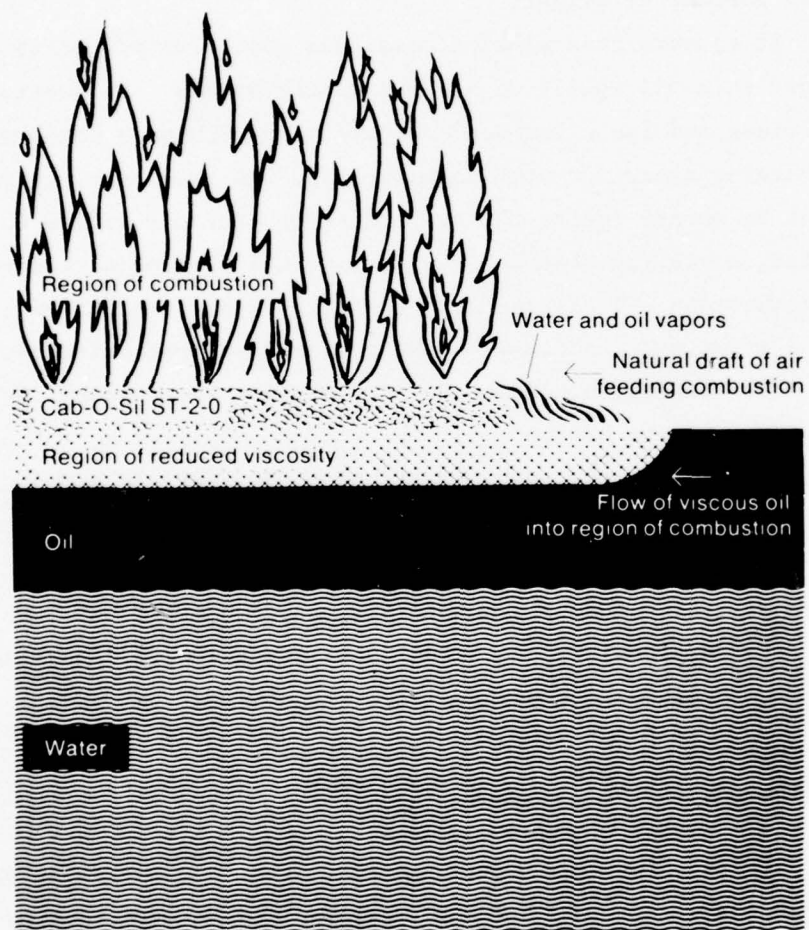 Region of combustion
Water and oil vapors
Natural draft of air
feeding combustion
Cab-O-Sil ST-2-0
Region of reduced viscosity
Flow of viscous oil
into region of combustion
Oil
Water